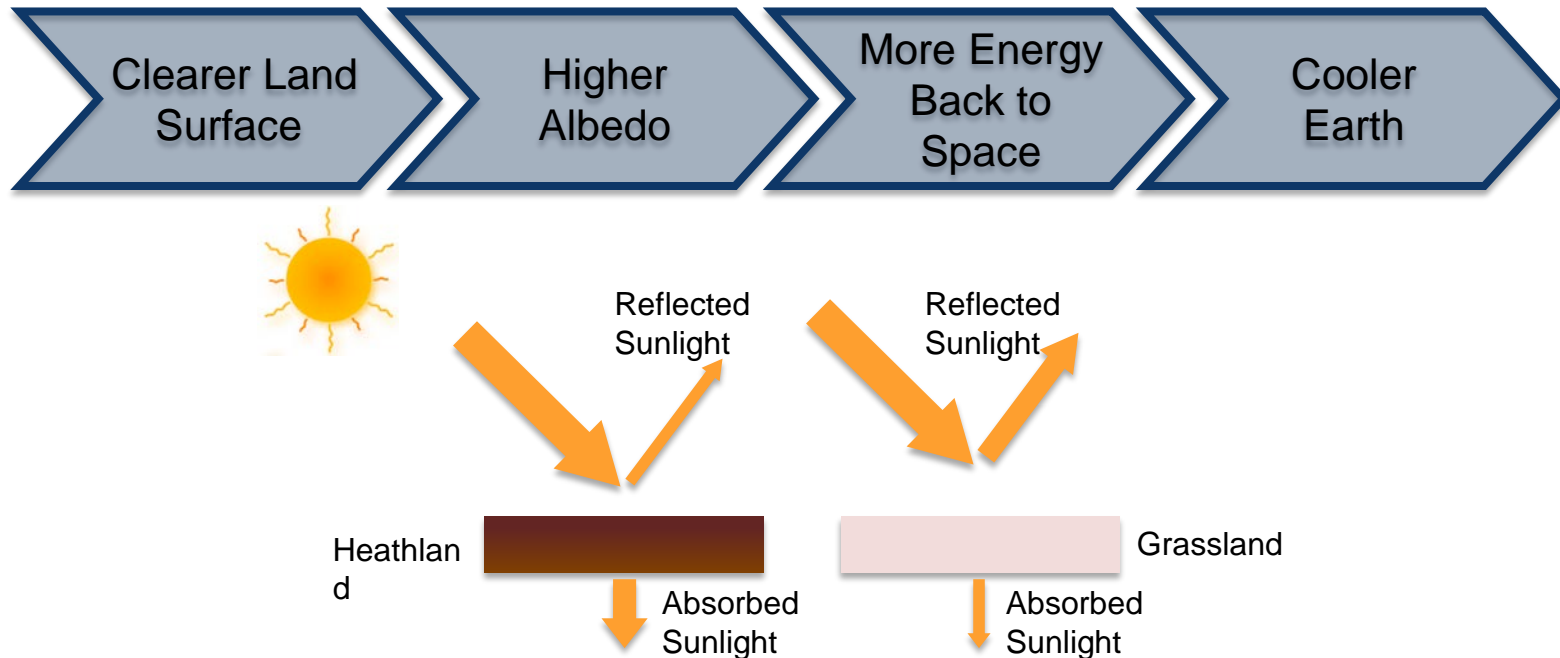 Clearer Land
Surface
Higher
Albedo
More Energy
Back to
Space
Cooler
Earth
Reflected
Sunlight
Reflected
Sunlight
Heathlan
d
Grassland
Absorbed
Sunlight
Absorbed
Sunlight